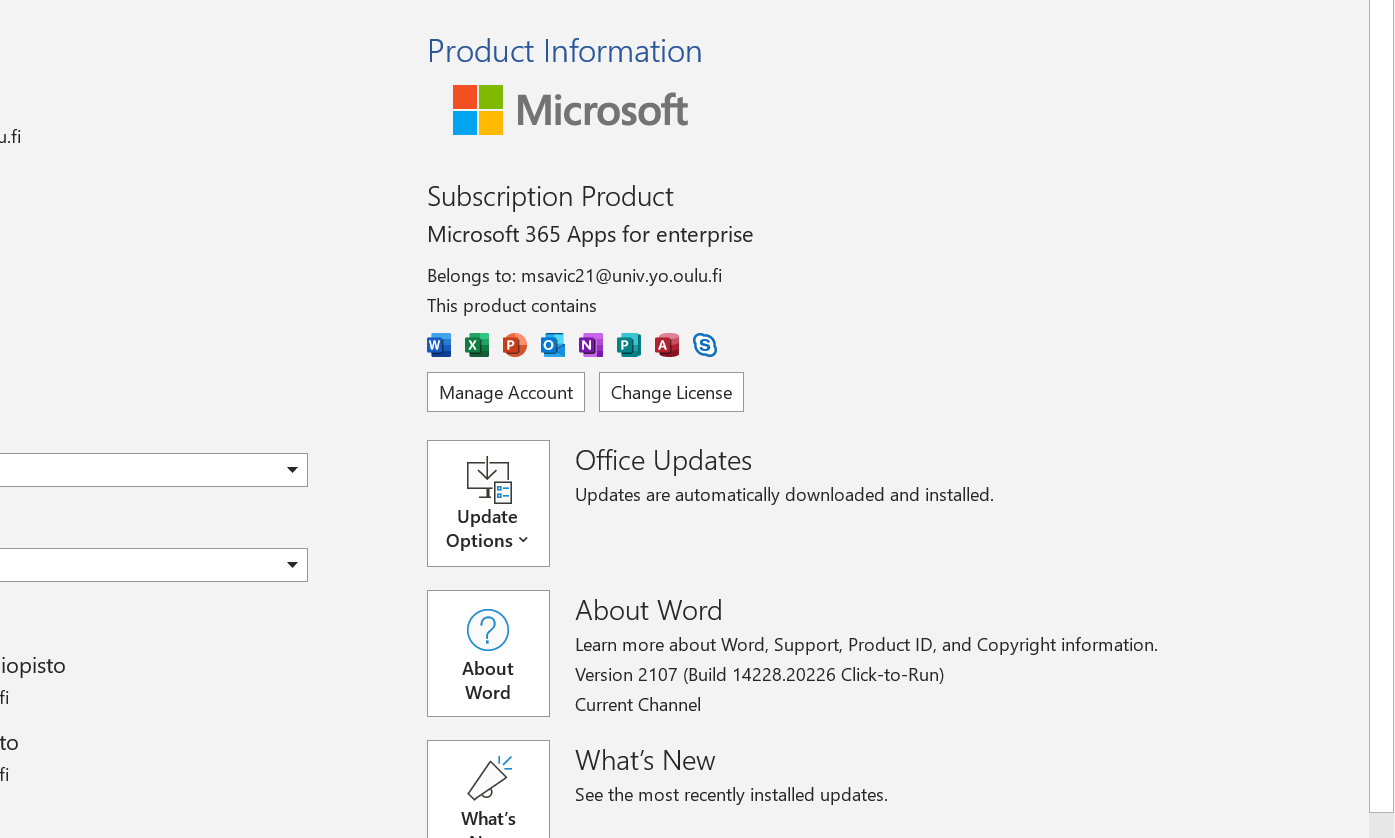 Product Information
Microsoft
u.fi
Subscription Product
Microsoft 365 Apps for enterprise
Belongs to: msavic21@univ.yo.oulu.fi
This product contains
W X P O N P A S
Manage Account Change License
Update Options
Office Updates
Updates are automatically downloaded and installed.
About
Word
About Word
Learn more about Word, Support, Product ID, and Copyright information.
Version 2107 (Build 14228.20226 Click-to-Run)
Current Channel
iopisto
fi
to
fi
What's
What's New
See the most recently installed updates.